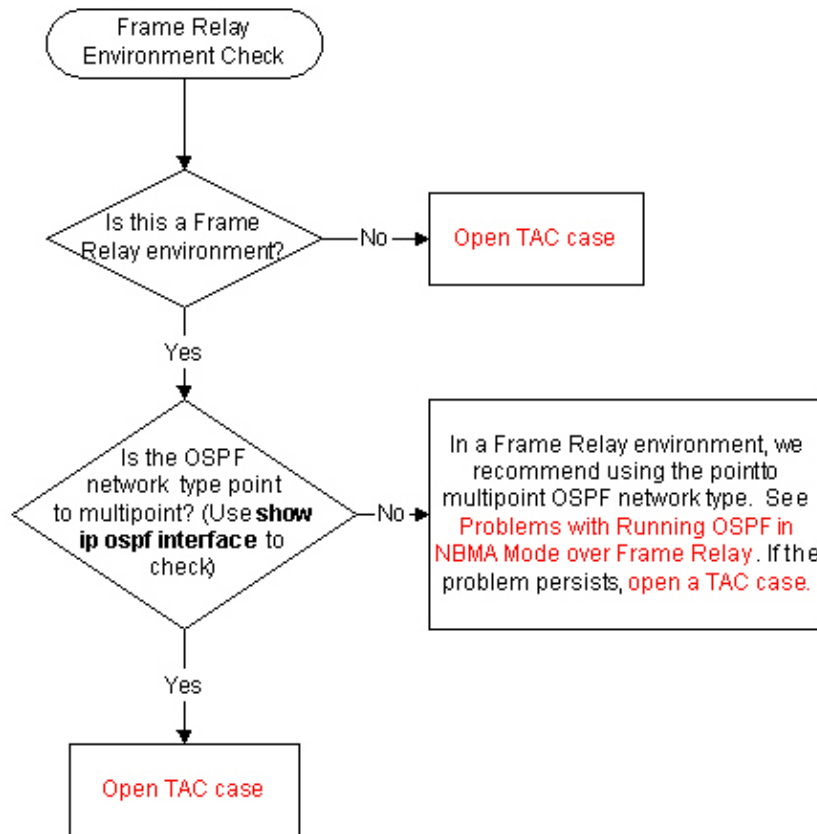 Frame Relay
Environment Check
Is this a Frame
Relay environment?
No
Open TAC case
Yes
Is the OSPF
network type point
to multipoint? (Use show
ip ospf interface to
check)
No
In a Frame Relay environment, we
recommend using the pointto
multipoint OSPF network type. See
Problems with Running OSPF in
NBMA Mode over Frame Relay. If the
problem persists, open a TAC case.
Yes
Open TAC case